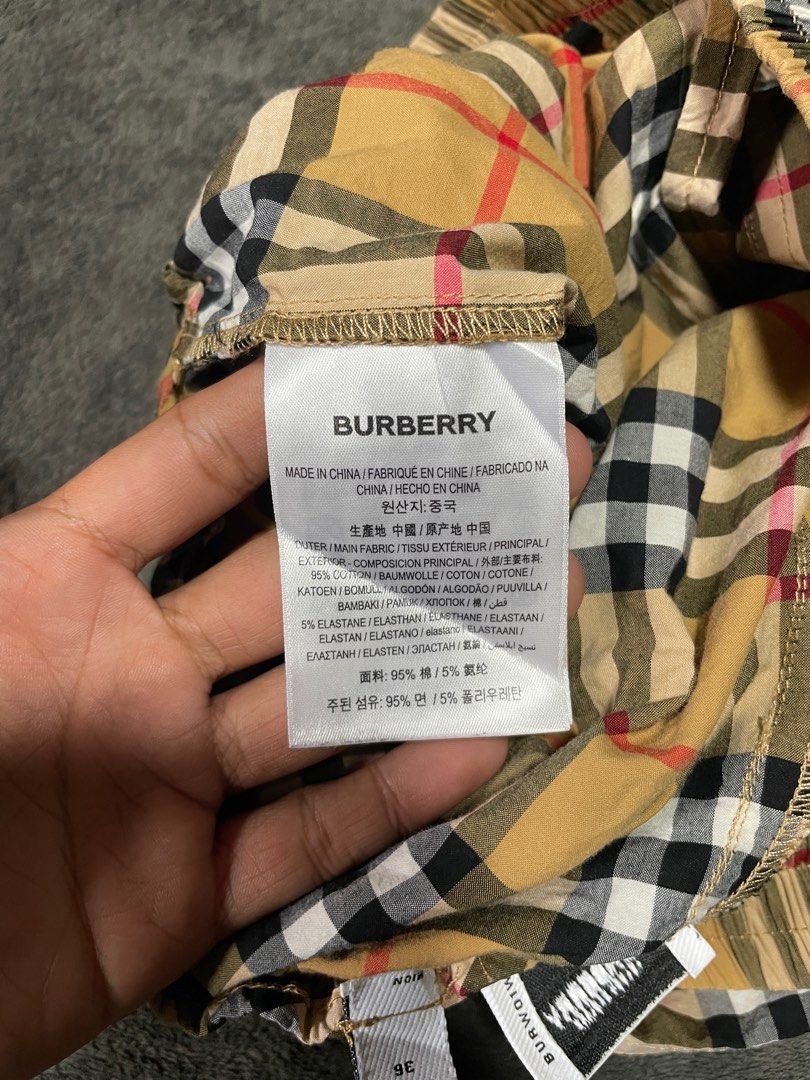 BURBERRY
MADE IN CHINA / FABRIQUÉ EN CHINE / FABRICADO NA
CHINA / HECHO EN CHINA
원산지: 중국
生產地 中國 / 原产地 中国
OUTER / MAIN FABRIC / TISSU EXTÉRIEUR / PRINCIPAL /
EXTERIOR - COMPOSICION PRINCIPAL / 外部/主要布料:
95% COTTON / BAUMWOLLE / COTON / COTONE /
KATOEN / BOMULL / ALGODÓN / ALGODÃO / PUUVILLA /
BAMBAKI / PAMUK / ХЛОПОК / 棉 / قطن
5% ELASTANE / ELASTHAN / ÉLASTHANE / ELASTAAN /
ELASTAN / ELASTANO / elastano / ELASTAANI /
ΕΛΑΣΤΑΝΗ / ELASTEN / ЭЛАСТАН / 氨綸 /
面料: 95% 棉 / 5% 氨纶
주된 섬유: 95% 면 / 5% 폴리우레탄
36